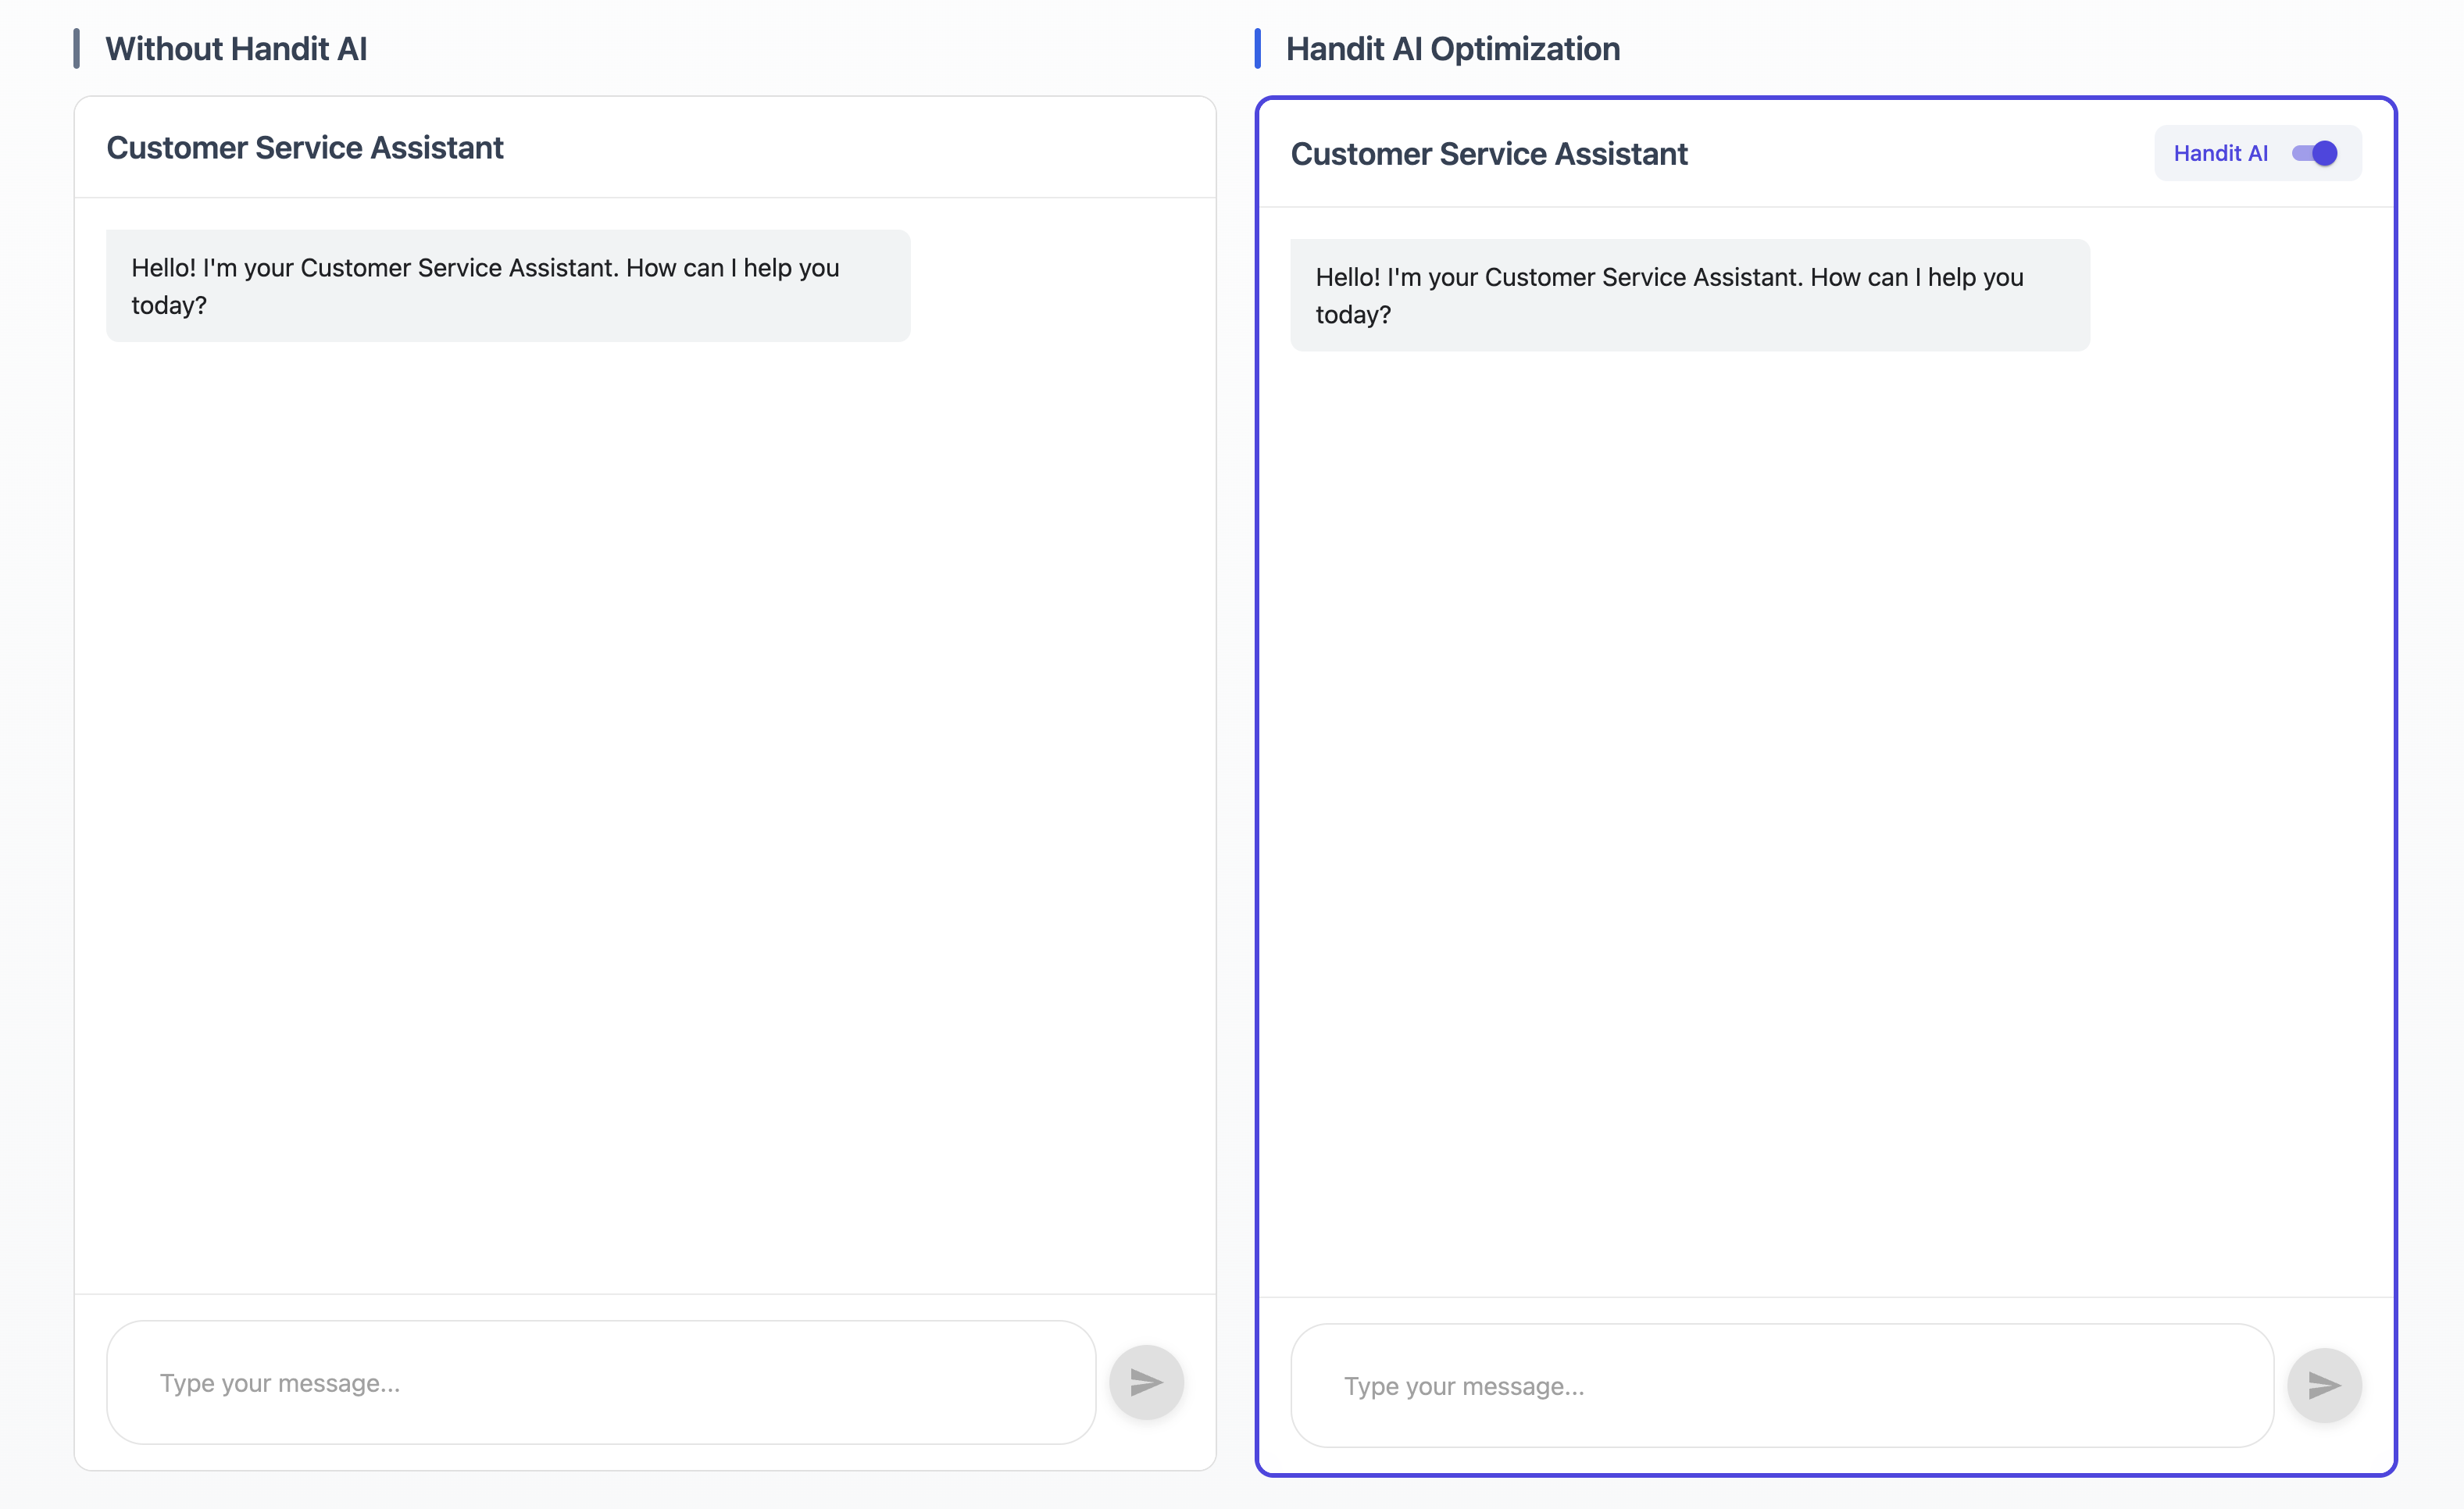 Without Handit AI
Customer Service Assistant
Hello! I'm your Customer Service Assistant. How can I help you
today?
Type your message...
Handit AI Optimization
Customer Service Assistant
Handit AI
Hello! I'm your Customer Service Assistant. How can I help you
today?
Type your message...